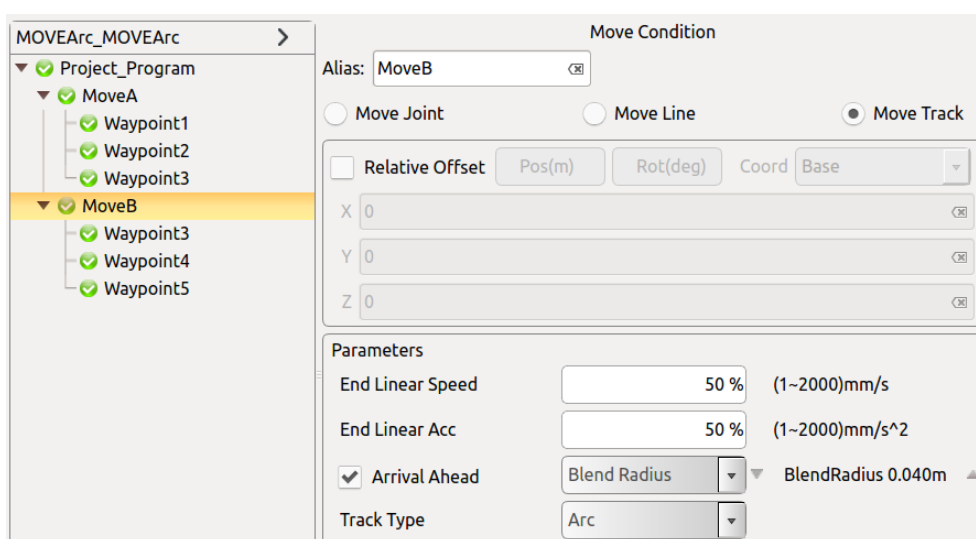 MOVEArc_MOVEArc
Project_Program
MoveA
Waypoint1
Waypoint2
Waypoint3
MoveB
Waypoint3
Waypoint4
Waypoint5
Move Condition
Alias: MoveB
Move Joint Move Line Move Track
Relative Offset Pos(m) Rot(deg) Coord Base
X 0
Y 0
Z 0
Parameters
End Linear Speed 50 % (1~2000)mm/s
End Linear Acc 50 % (1~2000)mm/s^2
Arrival Ahead Blend Radius BlendRadius 0.040m
Track Type Arc